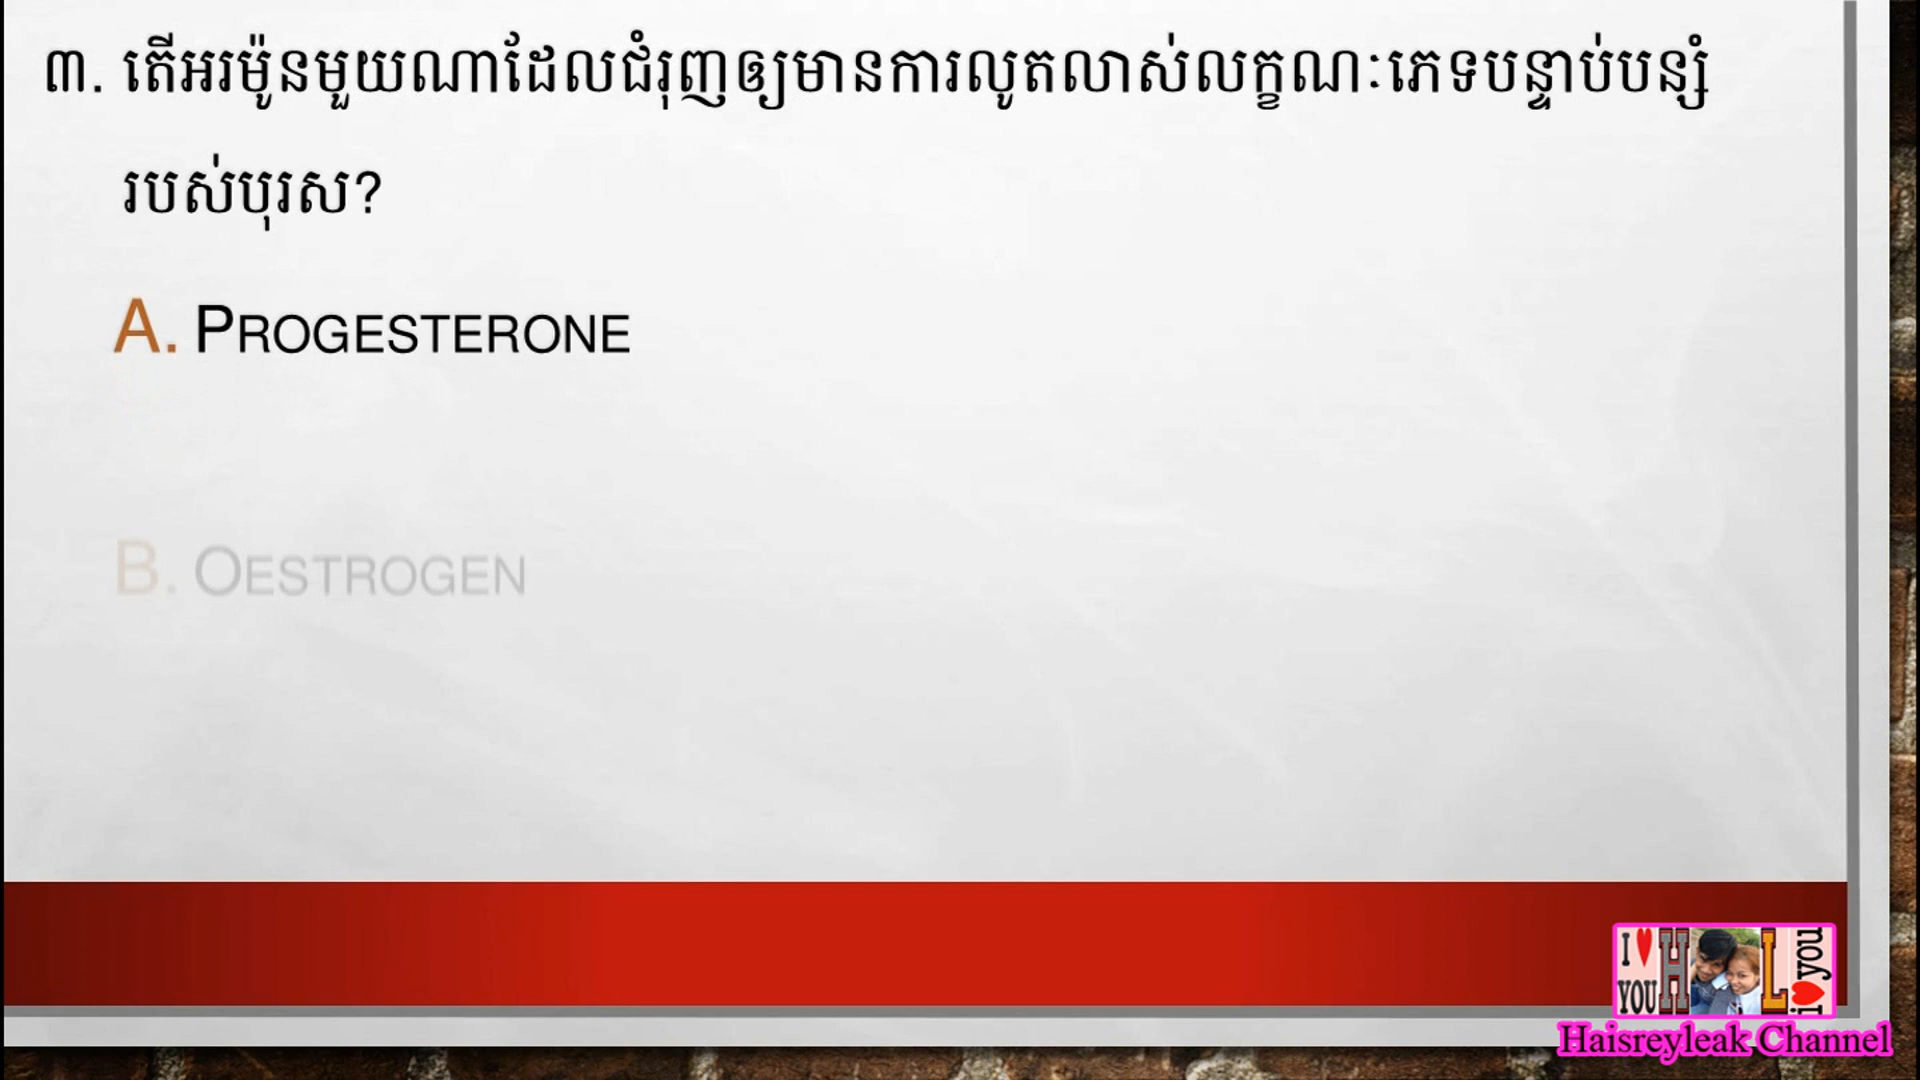 ៣. តើអរម៉ូនមួយណាដែលជំរុញឲ្យមានការលូតលាស់លក្ខណៈភេទបន្ទាប់បន្សំ
របស់បុរស?
A. PROGESTERONE
B. OESTROGEN
I ♥ YOU H L i ♥ you
Haisreyleak Channel